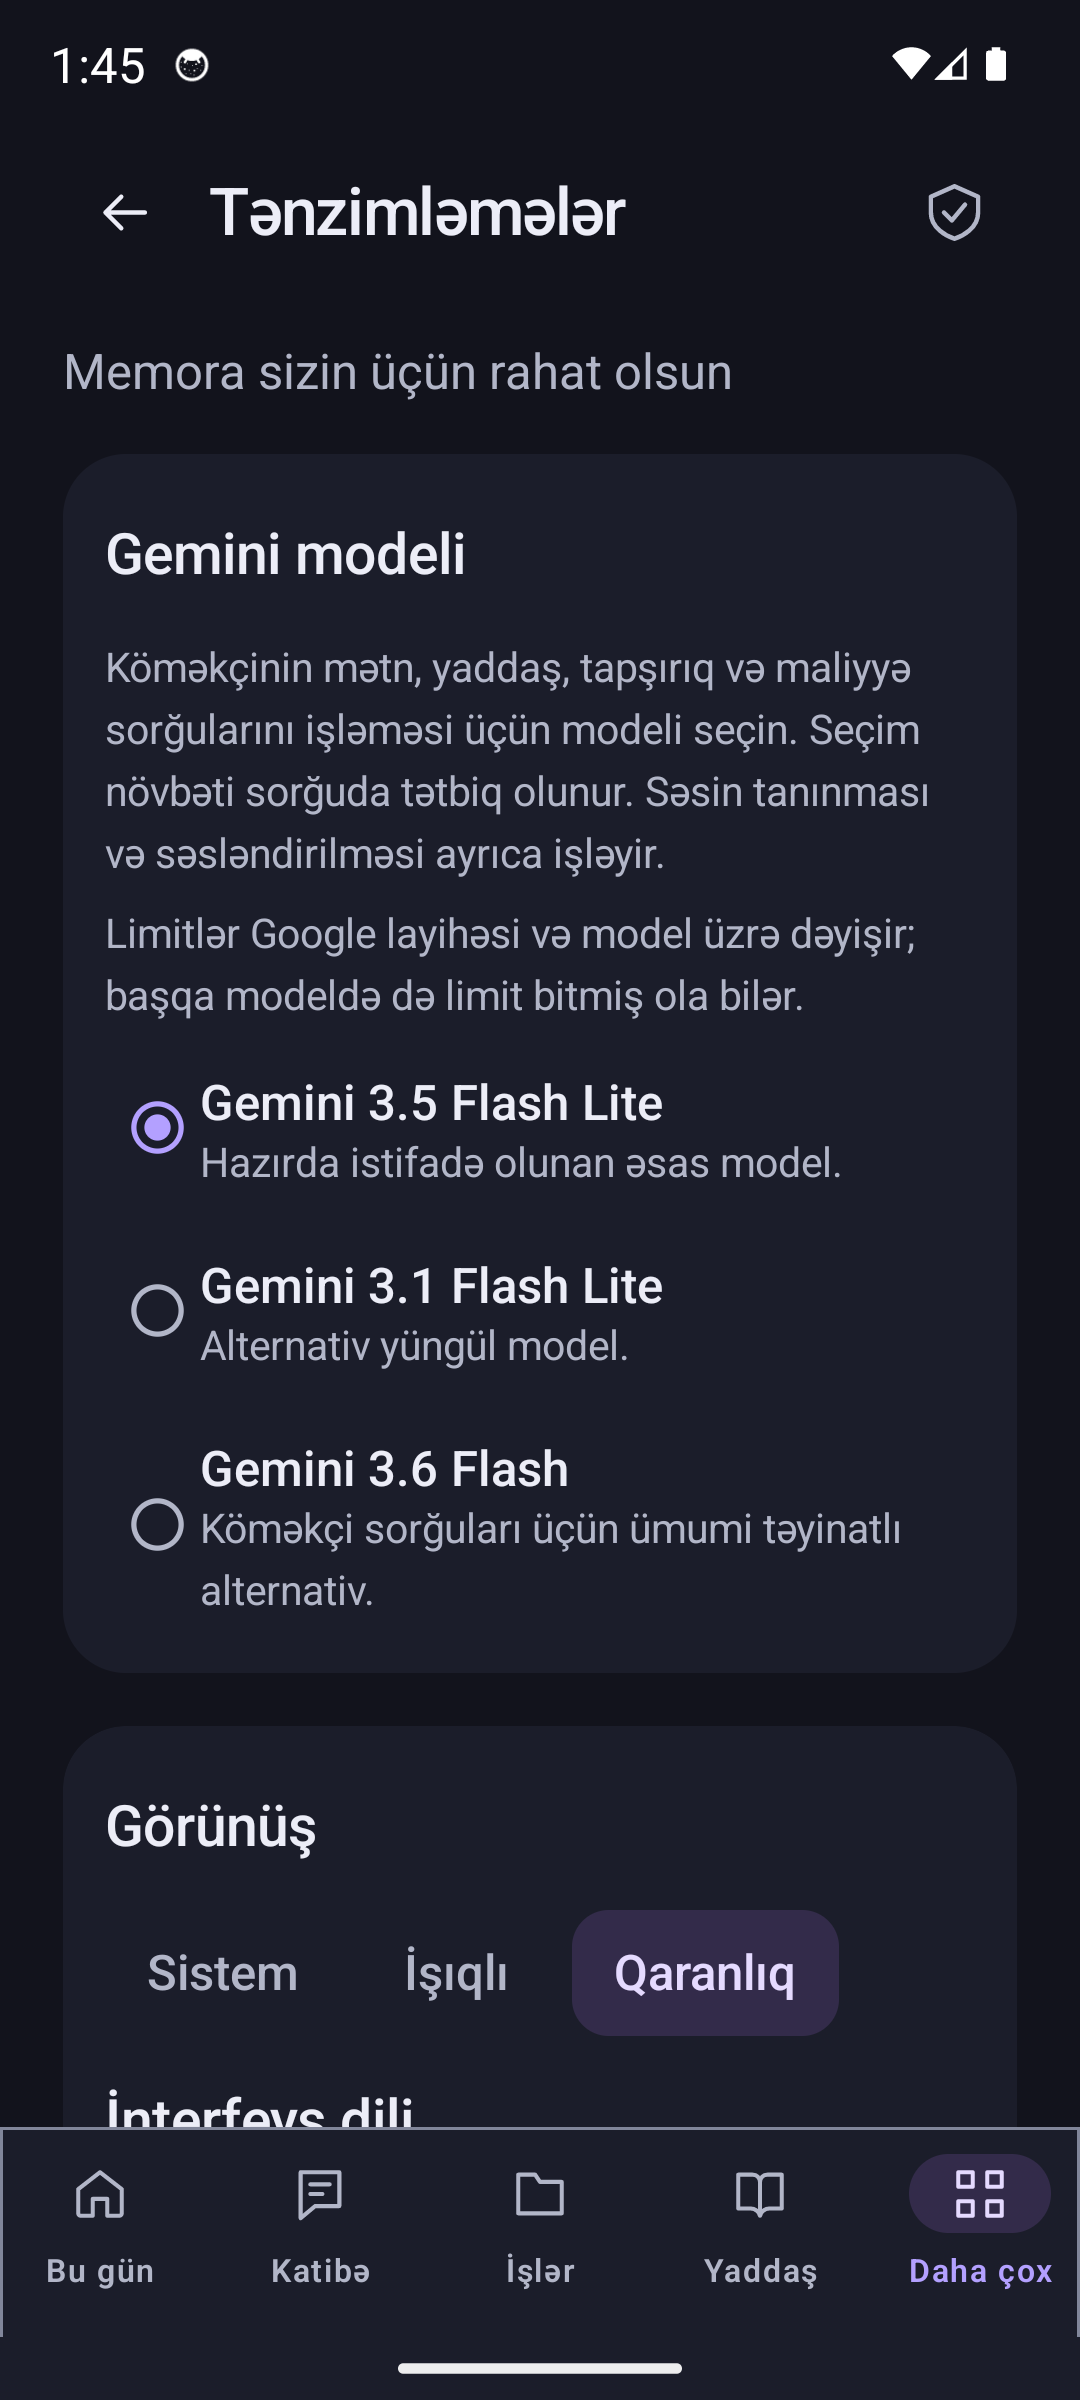 1:45
Tənzimləmələr
Memora sizin üçün rahat olsun
Gemini modeli
Köməkçinin mətn, yaddaş, tapşırıq və maliyyə
sorğularını işləməsi üçün modeli seçin. Seçim
növbəti sorğuda tətbiq olunur. Səsin tanınması
və səsləndirilməsi ayrıca işləyir.
Limitlər Google layihəsi və model üzrə dəyişir;
başqa modeldə də limit bitmiş ola bilər.
Gemini 3.5 Flash Lite
Hazırda istifadə olunan əsas model.
Gemini 3.1 Flash Lite
Alternativ yüngül model.
Gemini 3.6 Flash
Köməkçi sorğuları üçün ümumi təyinatlı
alternativ.
Görünüş
Sistem İşıqlı Qaranlıq
İnterfeys dili
Bu gün Katibə İşlər Yaddaş Daha çox